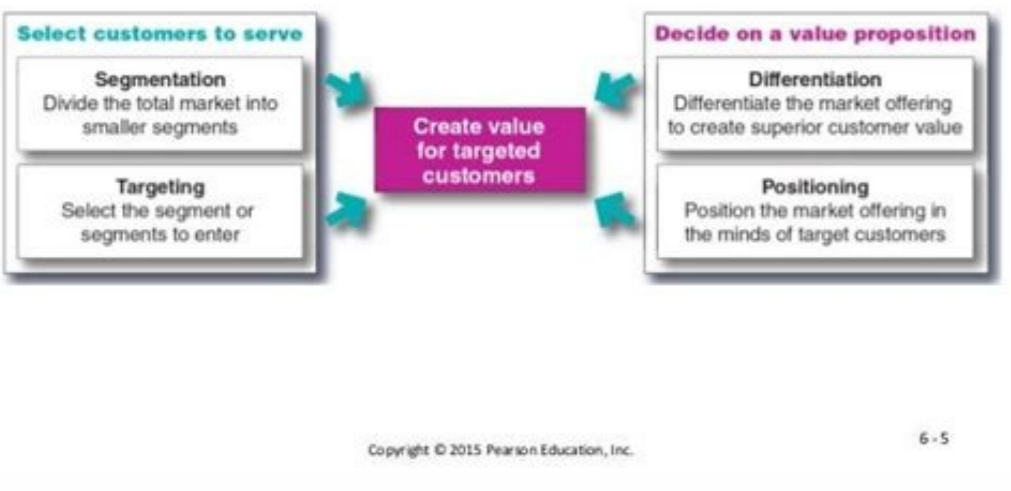 Select customers to serve
Segmentation
Divide the total market into
smaller segments
Targeting
Select the segment or
segments to enter
Create value
for targeted
customers
Decide on a value proposition
Differentiation
Differentiate the market offering
to create superior customer value
Positioning
Position the market offering in
the minds of target customers
Copyright © 2015 Pearson Education, Inc.
6 - 5